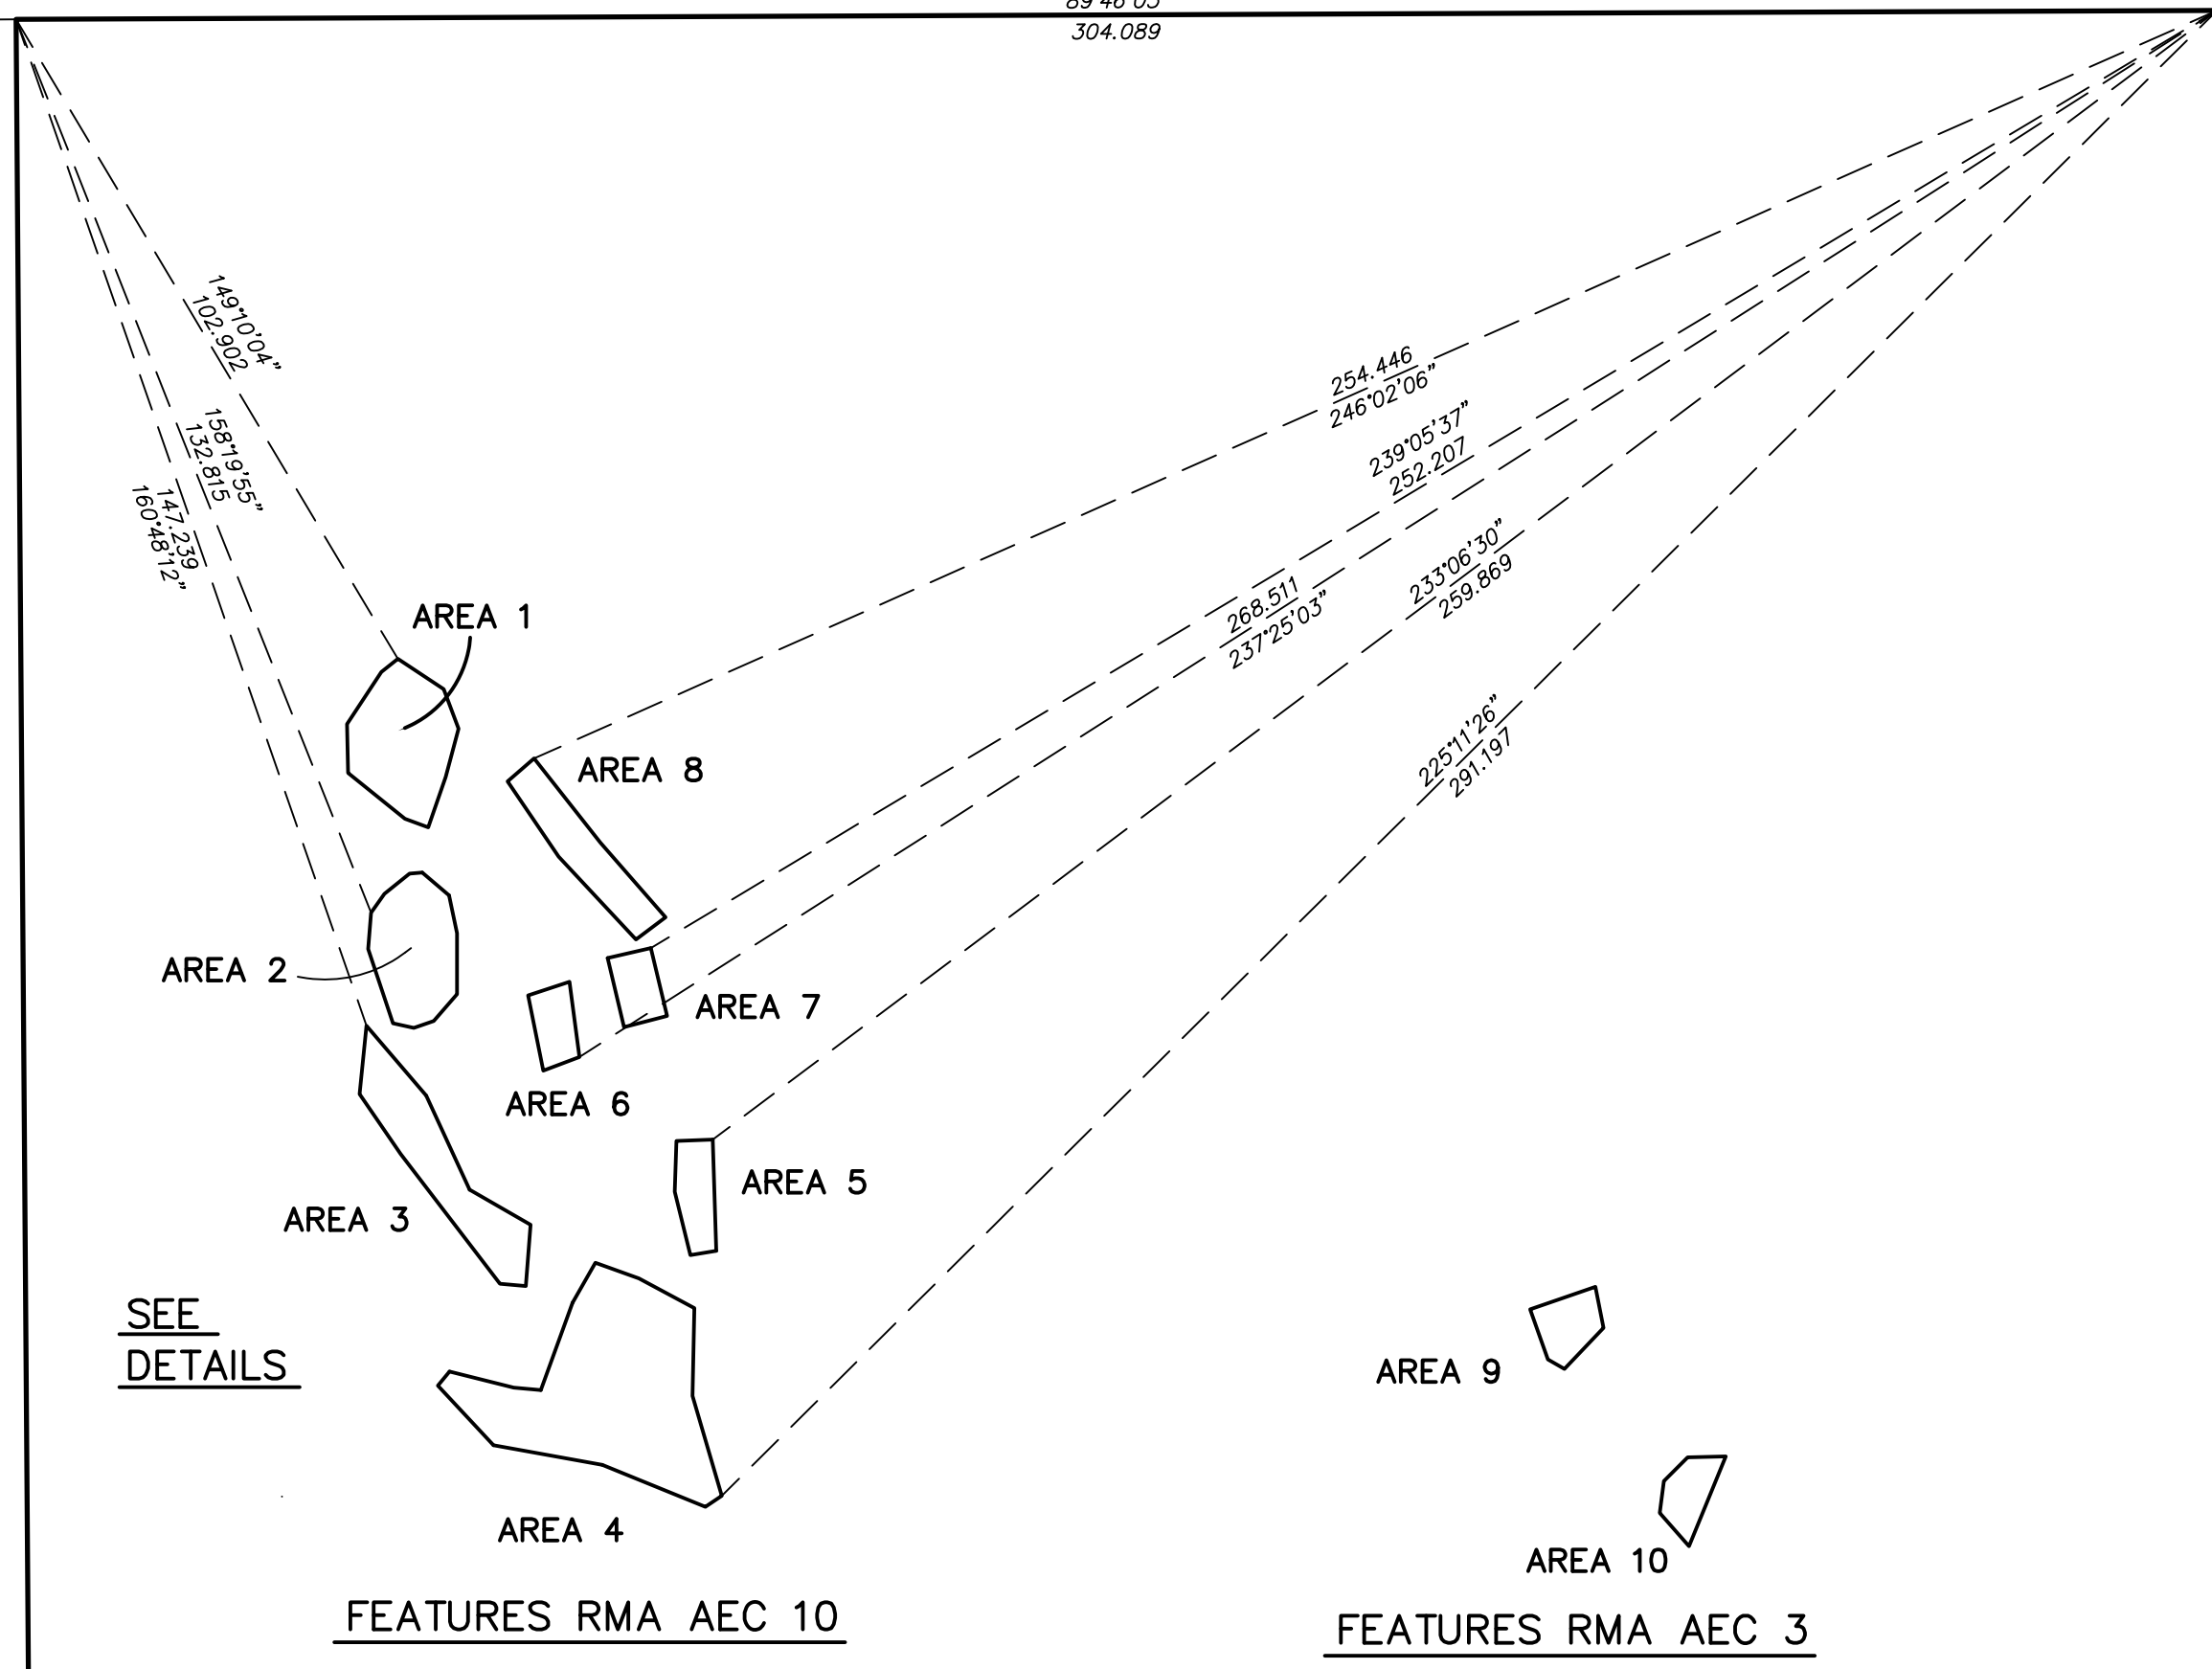 304.089
149°10'04"
102.902
158°19'55"
132.815
147.239
160°48'12"
254.446
246°02'06"
239°05'37"
252.207
268.511
237°25'03"
233°06'30"
259.869
225°11'26"
291.197
AREA 1
AREA 8
AREA 2
AREA 7
AREA 6
AREA 5
AREA 3
SEE
DETAILS
AREA 9
AREA 4
AREA 10
FEATURES RMA AEC 10
FEATURES RMA AEC 3